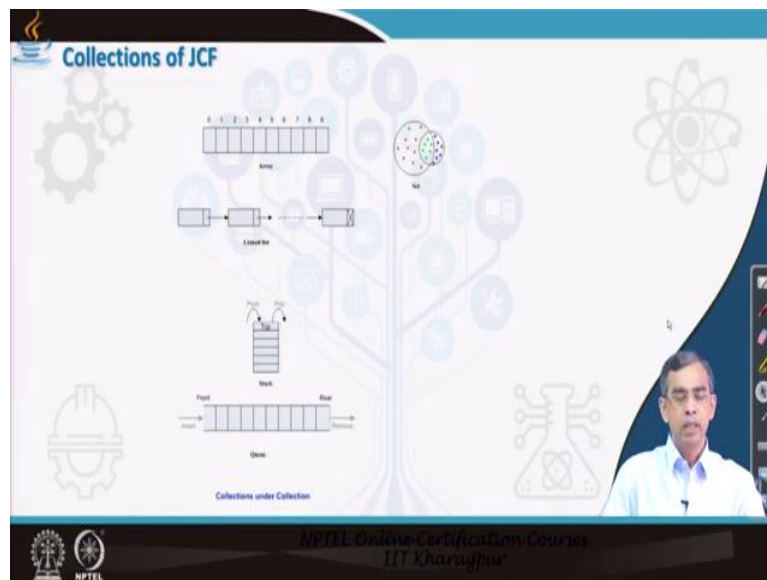 Collections of JCF
0 1 2 3 4 5 6 7 8 9
Array
Set
Linked list
Push Pop
Top
Stack
Front Rear
Insert Remove
Queue
Collections under Collection
NPTEL Online Certification Courses
IIT Kharagpur
NPTEL